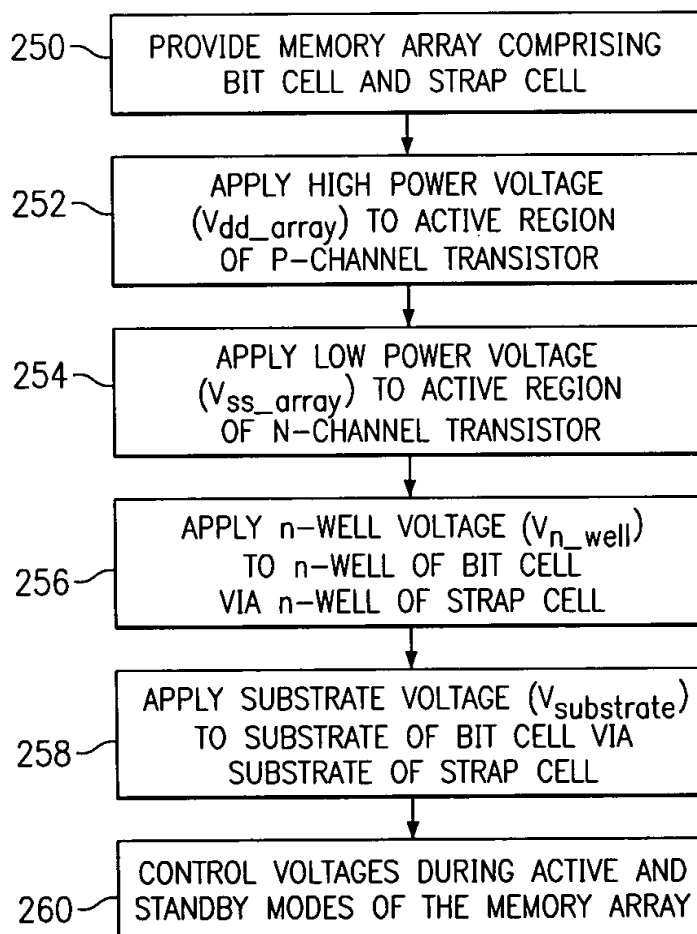 250
PROVIDE MEMORY ARRAY COMPRISING
BIT CELL AND STRAP CELL
252
APPLY HIGH POWER VOLTAGE
(Vdd_array) TO ACTIVE REGION
OF P-CHANNEL TRANSISTOR
254
APPLY LOW POWER VOLTAGE
(Vss_array) TO ACTIVE REGION
OF N-CHANNEL TRANSISTOR
256
APPLY n-WELL VOLTAGE (Vn_well)
TO n-WELL OF BIT CELL
VIA n-WELL OF STRAP CELL
258
APPLY SUBSTRATE VOLTAGE (Vsubstrate)
TO SUBSTRATE OF BIT CELL VIA
SUBSTRATE OF STRAP CELL
260
CONTROL VOLTAGES DURING ACTIVE AND
STANDBY MODES OF THE MEMORY ARRAY